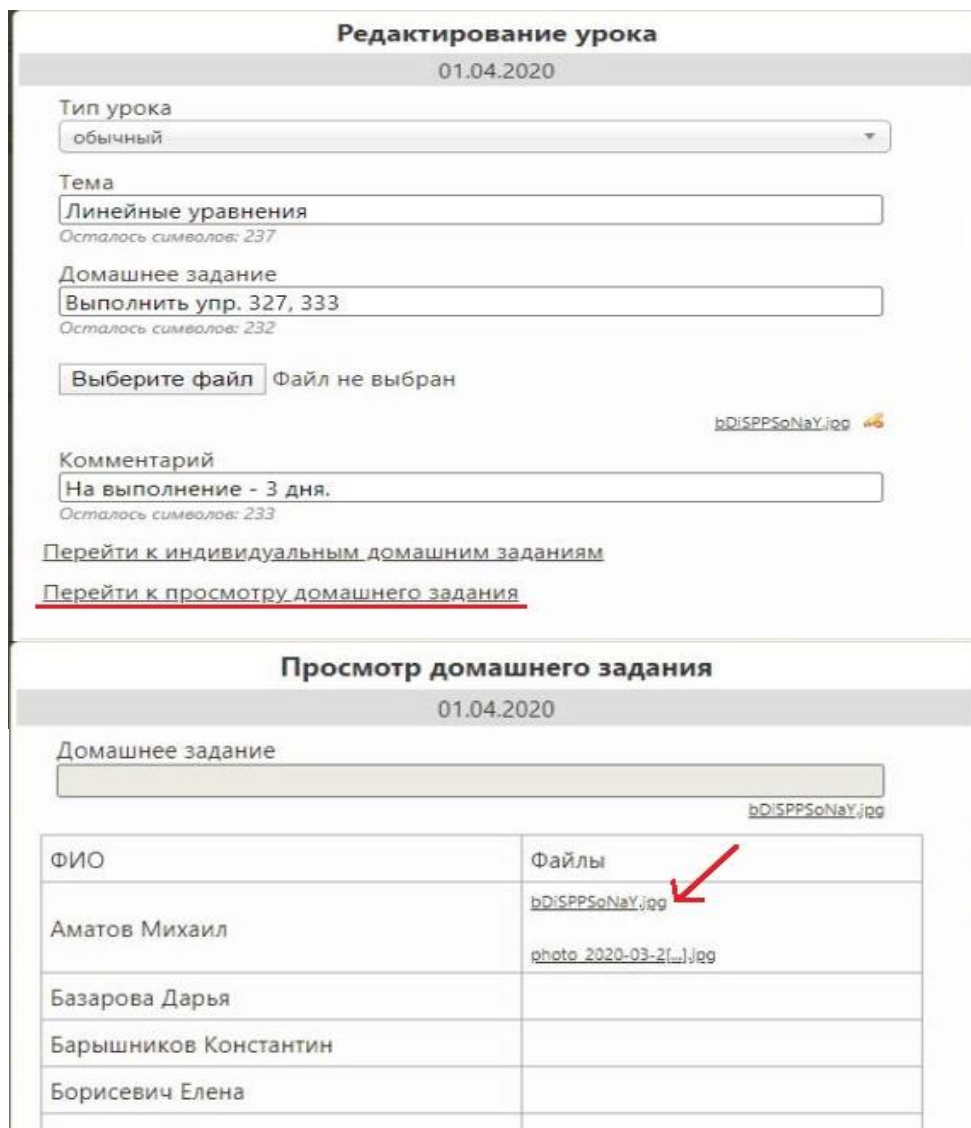 Редактирование урока
01.04.2020
Тип урока
обычный
Тема
Линейные уравнения
Осталось символов: 237
Домашнее задание
Выполнить упр. 327, 333
Осталось символов: 232
Выберите файл Файл не выбран
bDiSPPSoNaY.jpg
Комментарий
На выполнение - 3 дня.
Осталось символов: 233
Перейти к индивидуальным домашним заданиям
Перейти к просмотру домашнего задания
Просмотр домашнего задания
01.04.2020
Домашнее задание
bDiSPPSoNaY.jpg
ФИО Файлы
bDiSPPSoNaY.jpg
Аматов Михаил
photo_2020-03-2[...].jpg
Базарова Дарья
Барышников Константин
Борисевич Елена